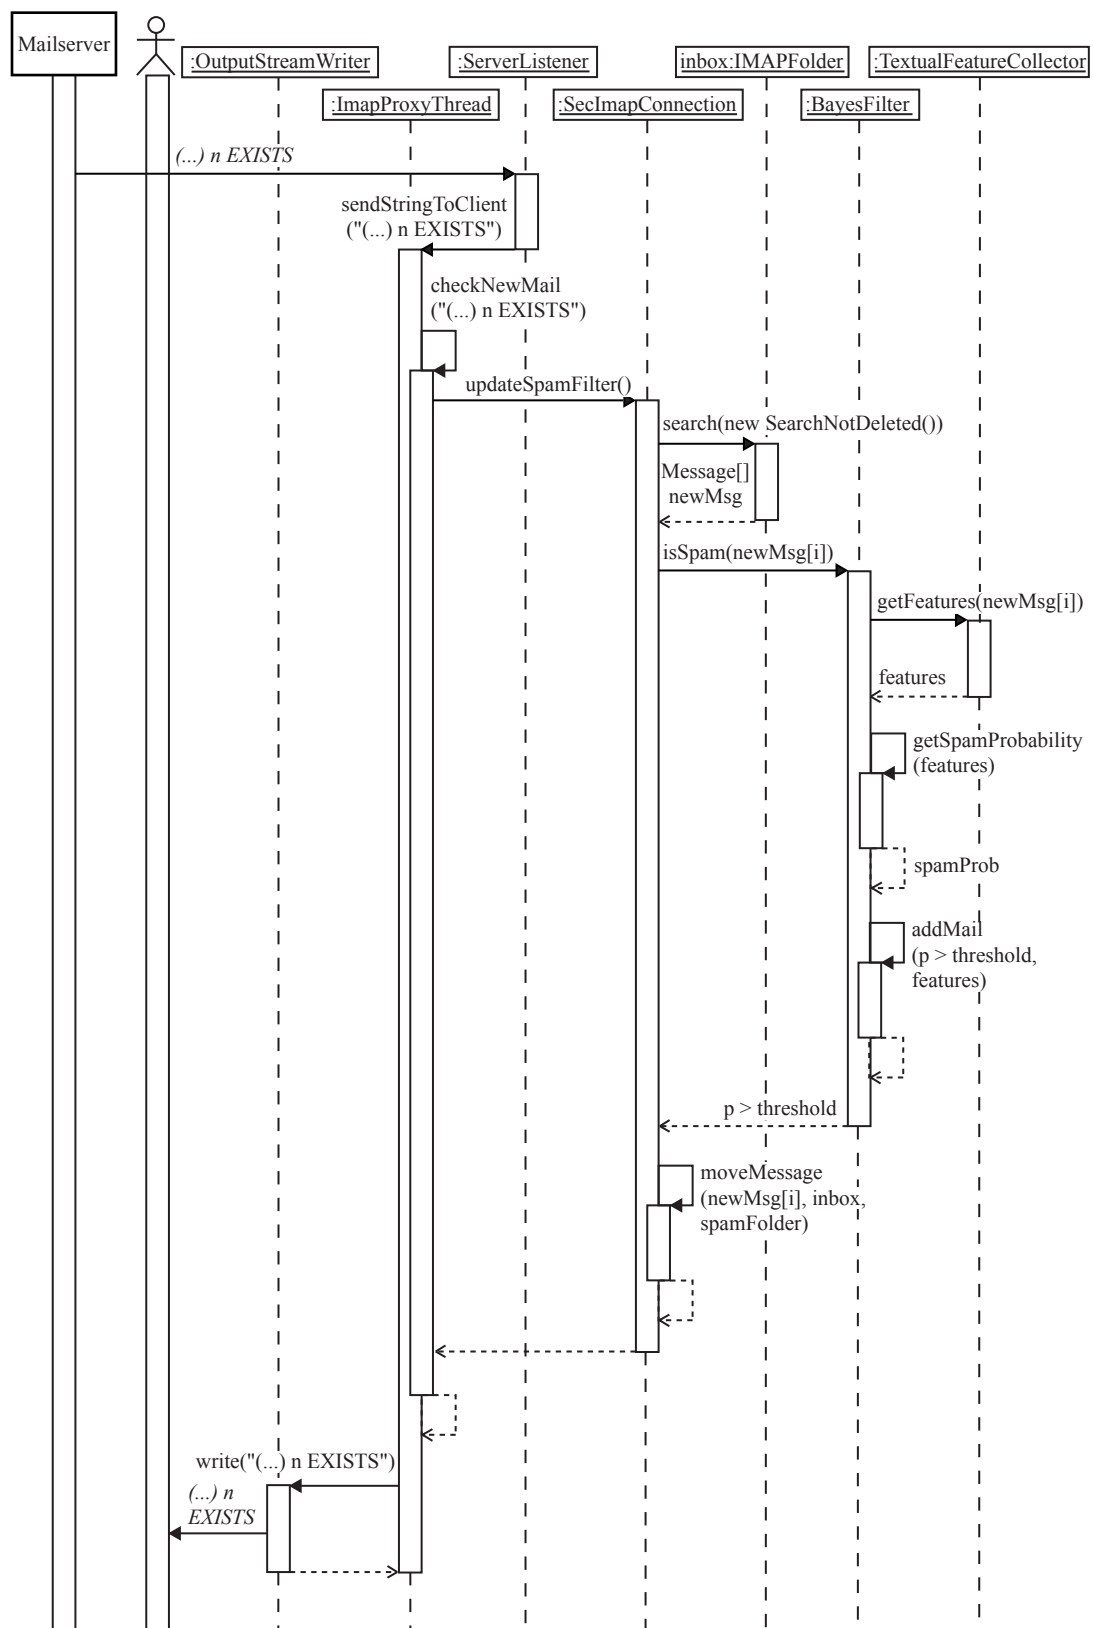 Mailserver
:OutputStreamWriter
:ServerListener
inbox:IMAPFolder
:TextualFeatureCollector
:ImapProxyThread
:SecImapConnection
:BayesFilter
(...) n EXISTS
sendStringToClient
("(...) n EXISTS")
checkNewMail
("(...) n EXISTS")
updateSpamFilter()
search(new SearchNotDeleted())
Message[]
newMsg
isSpam(newMsg[i])
getFeatures(newMsg[i])
features
getSpamProbability
(features)
spamProb
addMail
(p > threshold,
features)
p > threshold
moveMessage
(newMsg[i], inbox,
spamFolder)
write("(...) n EXISTS")
(...) n
EXISTS